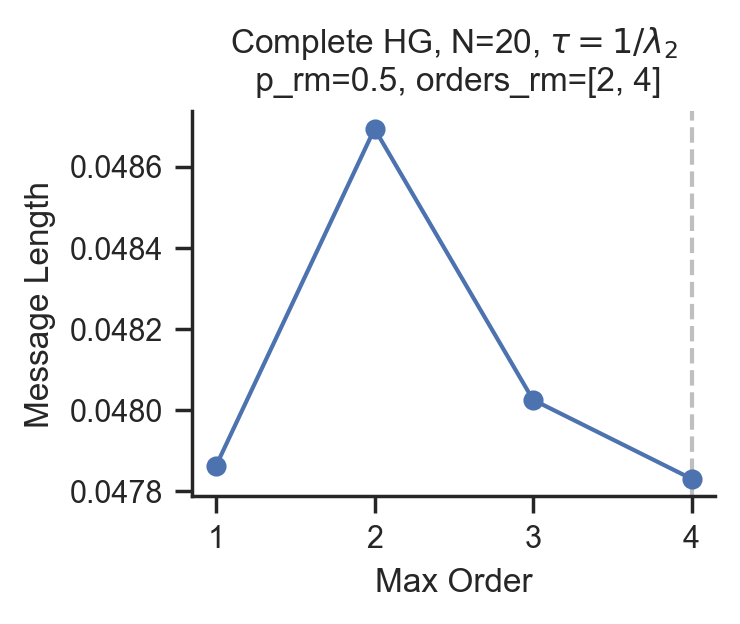 Complete HG, N=20, τ = 1/λ₂
p_rm=0.5, orders_rm=[2, 4]
Message Length
0.0486
0.0484
0.0482
0.0480
0.0478
1 2 3 4
Max Order